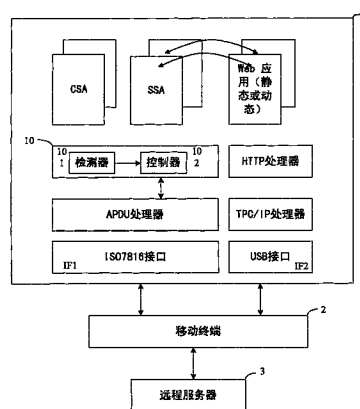 CSA
SSA
Web 应
用（静
态或动
态）
10
10
1
检测器
控制器
10
2
HTTP处理器
APDU处理器
TPC/IP处理器
ISO7816接口
IF1
USB接口
IF2
移动终端
2
远程服务器
3